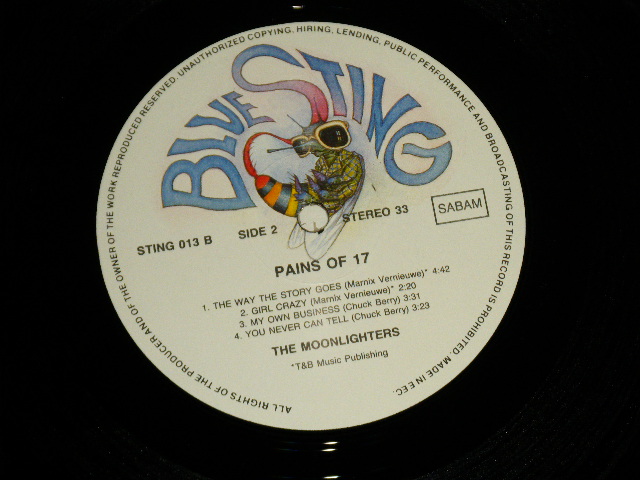 ALL RIGHTS OF THE PRODUCER AND OF THE OWNER OF THE WORK REPRODUCED RESERVED. UNAUTHORIZED COPYING, HIRING, LENDING, PUBLIC PERFORMANCE AND BROADCASTING OF THIS RECORD IS PROHIBITED. MADE IN EEC.
BLUE STING
STING 013 B
SIDE 2
STEREO 33
SABAM
PAINS OF 17
1. THE WAY THE STORY GOES (Marnix Vernieuwe)* 4:42
2. GIRL CRAZY (Marnix Vernieuwe)* 2:20
3. MY OWN BUSINESS (Chuck Berry) 3:31
4. YOU NEVER CAN TELL (Chuck Berry) 3:23
THE MOONLIGHTERS
*T&B Music Publishing